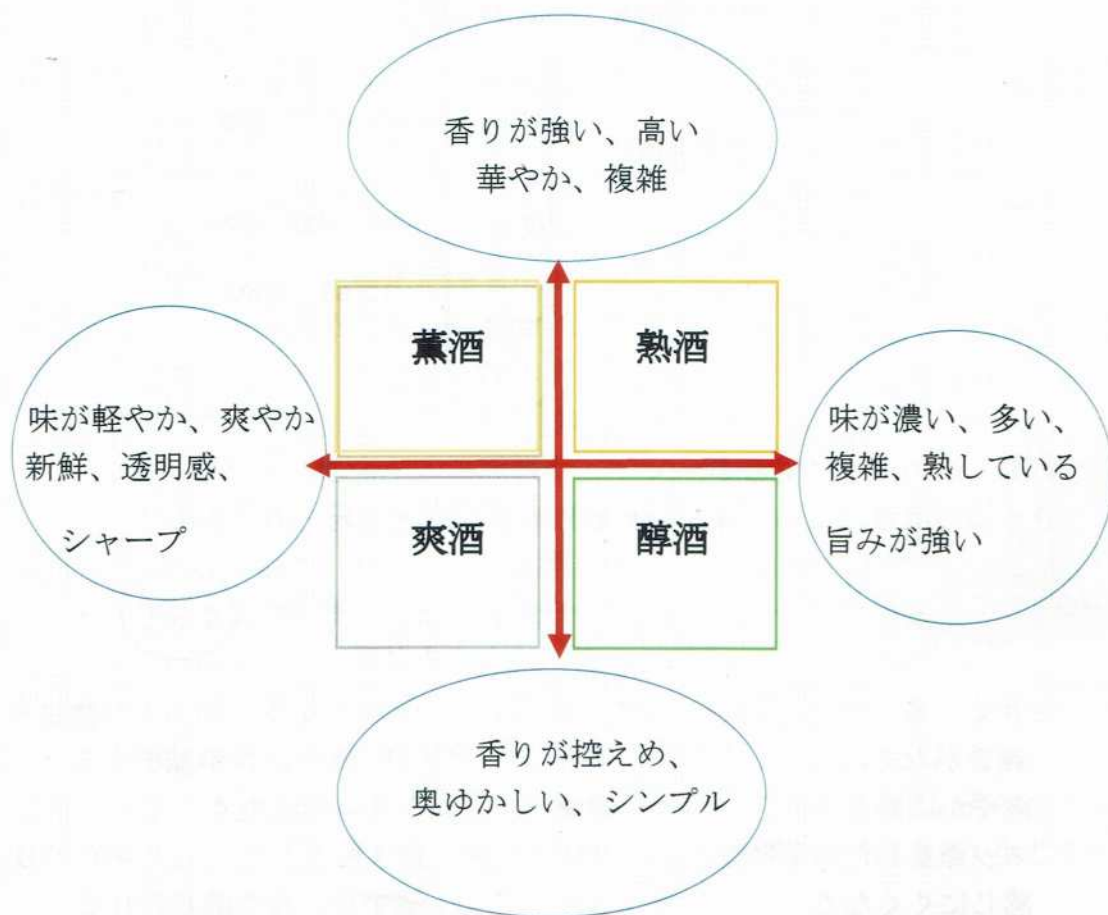 香りが強い、高い
華やか、複雑
薫酒
熟酒
味が軽やか、爽やか
新鮮、透明感、
シャープ
味が濃い、多い、
複雑、熟している
旨みが強い
爽酒
醇酒
香りが控えめ、
奥ゆかしい、シンプル